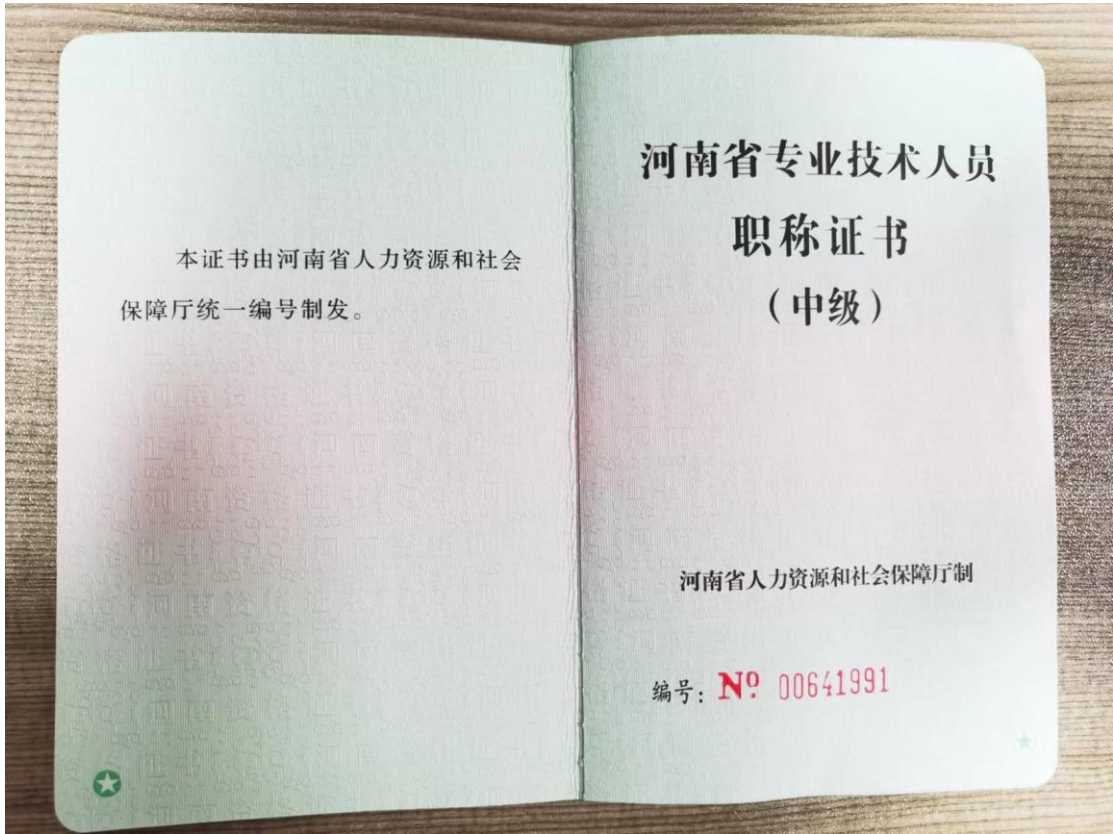 本证书由河南省人力资源和社会
保障厅统一编号制发。
河南省专业技术人员
职称证书
（中级）
河南省人力资源和社会保障厅制
编号：Nº 00641991